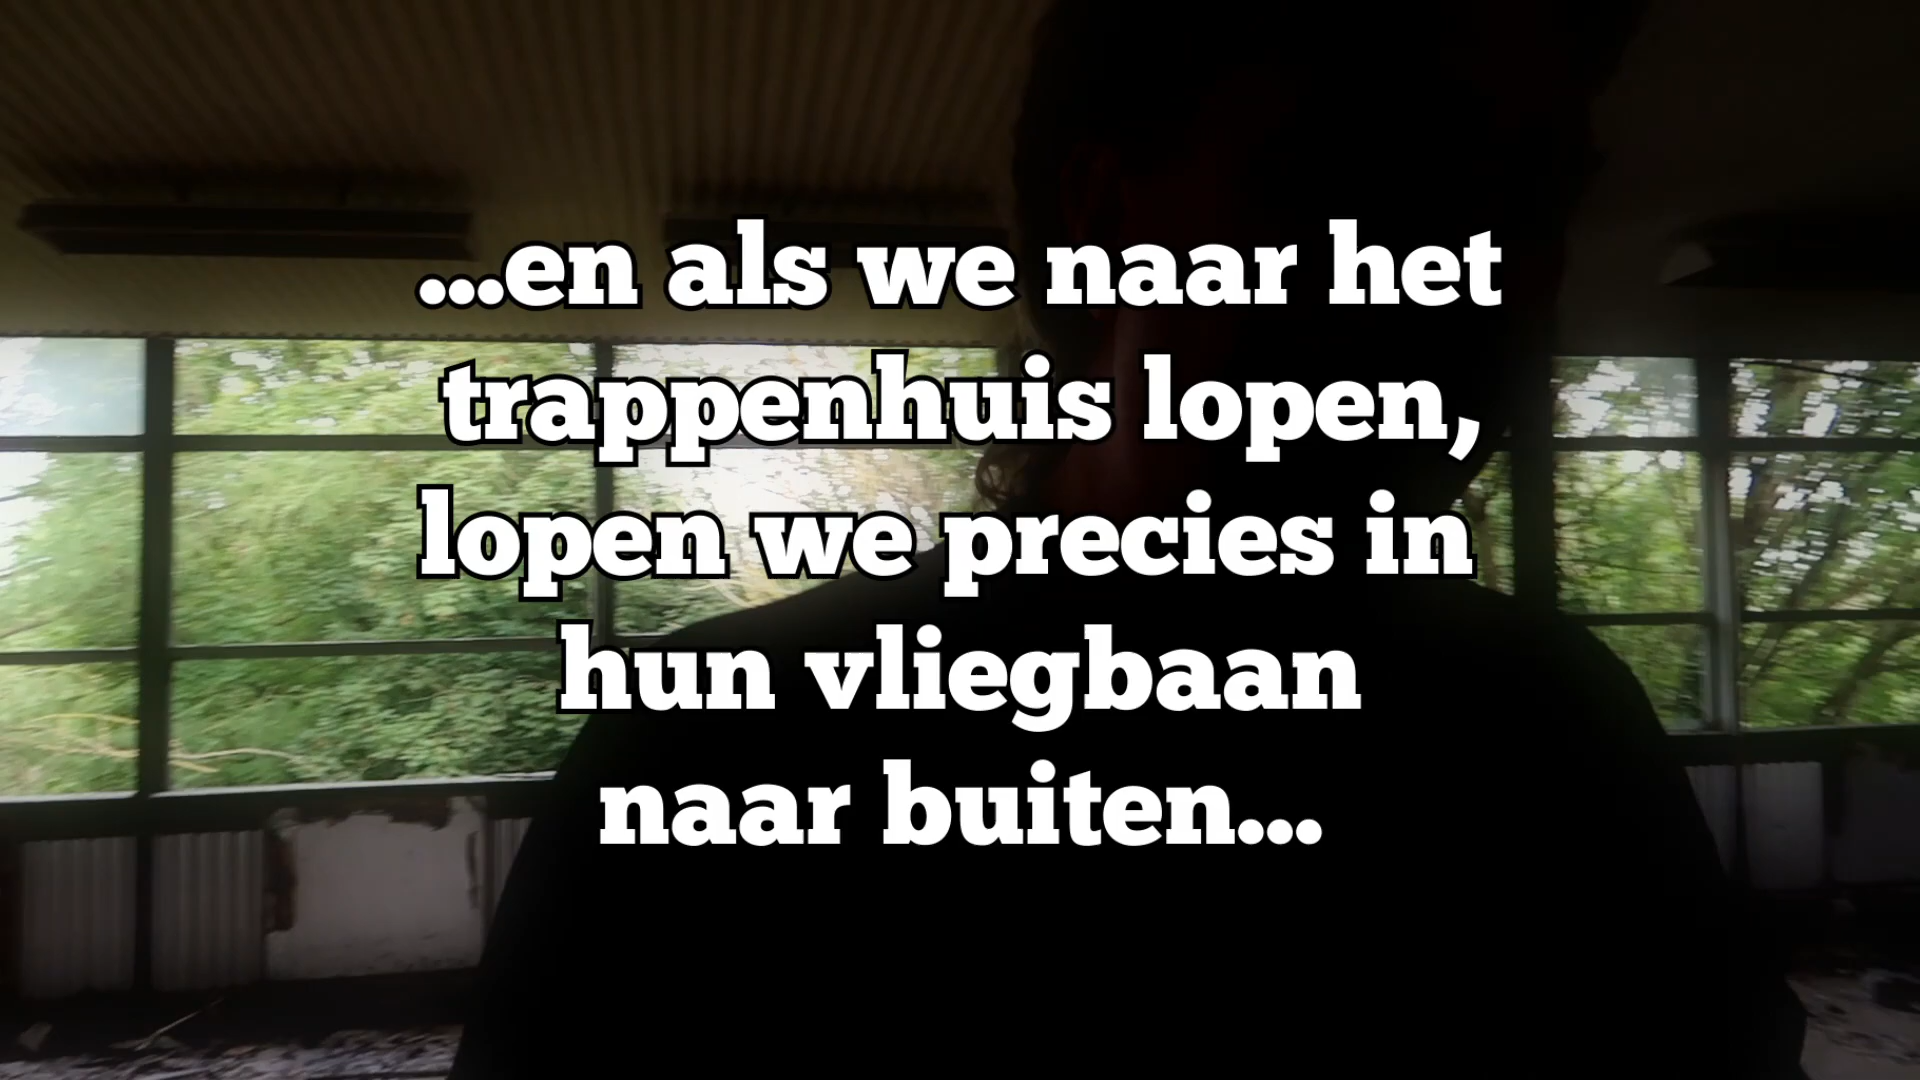 ...en als we naar het
trappenhuis lopen,
lopen we precies in
hun vliegbaan
naar buiten...